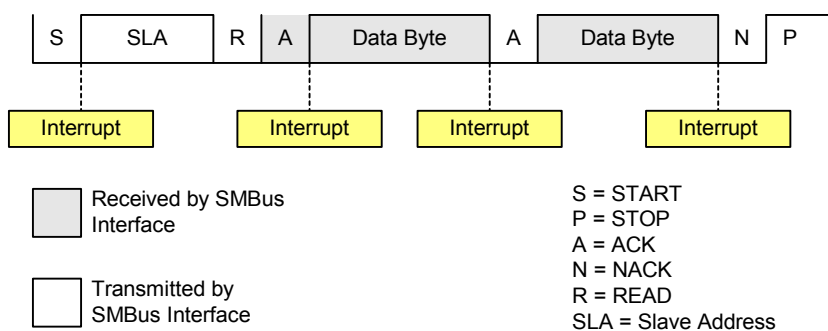 S SLA R A Data Byte A Data Byte N P
Interrupt Interrupt Interrupt Interrupt
Received by SMBus
Interface
Transmitted by
SMBus Interface
S = START
P = STOP
A = ACK
N = NACK
R = READ
SLA = Slave Address